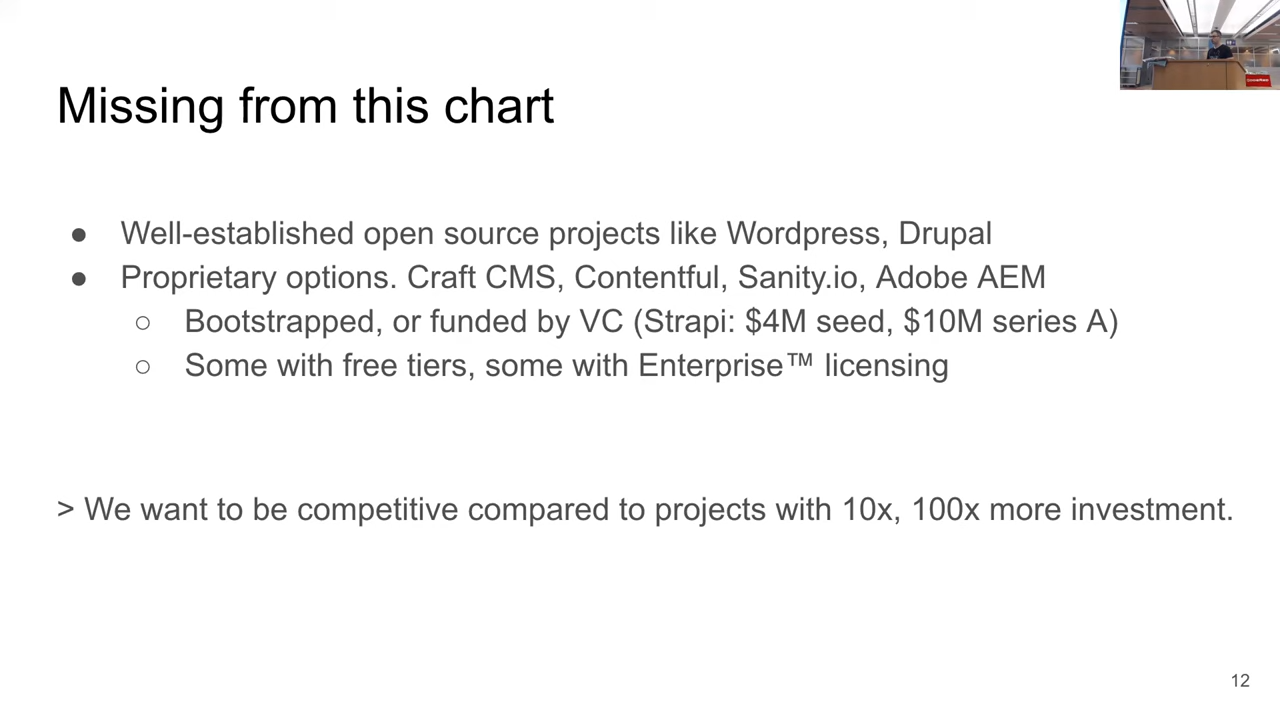 Missing from this chart
● Well-established open source projects like Wordpress, Drupal
● Proprietary options. Craft CMS, Contentful, Sanity.io, Adobe AEM
○ Bootstrapped, or funded by VC (Strapi: $4M seed, $10M series A)
○ Some with free tiers, some with Enterprise™ licensing
> We want to be competitive compared to projects with 10x, 100x more investment.
12